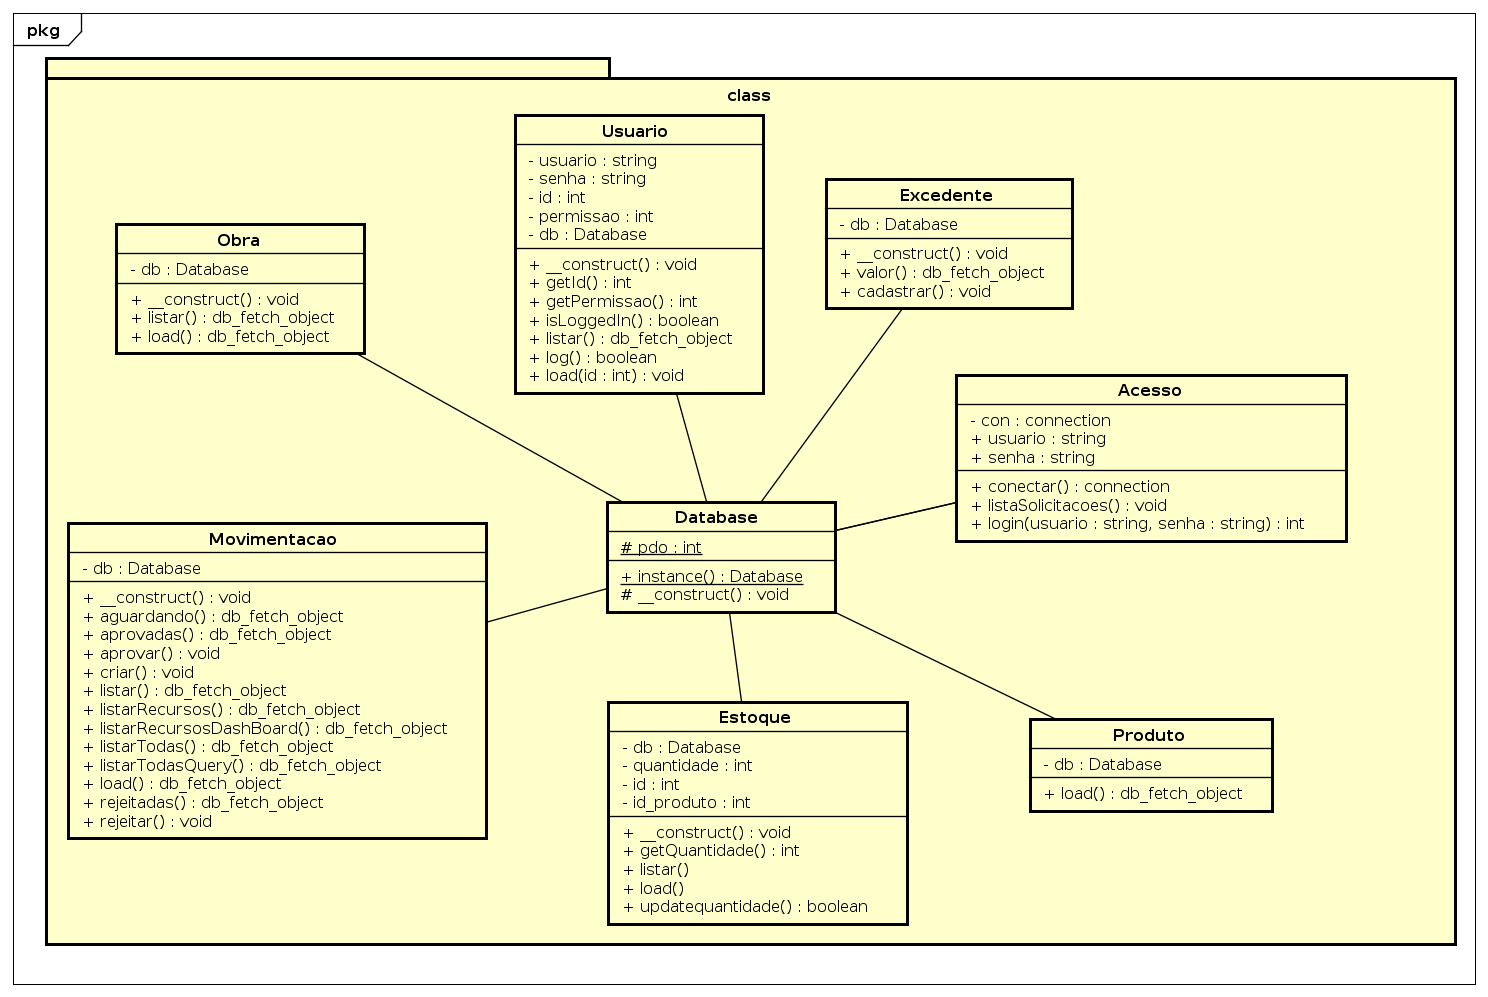 pkg
class
Usuario
- usuario : string
- senha : string
- id : int
- permissao : int
- db : Database
+ __construct() : void
+ getId() : int
+ getPermissao() : int
+ isLoggedIn() : boolean
+ listar() : db_fetch_object
+ log() : boolean
+ load(id : int) : void
Excedente
- db : Database
+ __construct() : void
+ valor() : db_fetch_object
+ cadastrar() : void
Obra
- db : Database
+ __construct() : void
+ listar() : db_fetch_object
+ load() : db_fetch_object
Acesso
- con : connection
+ usuario : string
+ senha : string
+ conectar() : connection
+ listaSolicitacoes() : void
+ login(usuario : string, senha : string) : int
Database
# pdo : int
+ instance() : Database
# __construct() : void
Movimentacao
- db : Database
+ __construct() : void
+ aguardando() : db_fetch_object
+ aprovadas() : db_fetch_object
+ aprovar() : void
+ criar() : void
+ listar() : db_fetch_object
+ listarRecursos() : db_fetch_object
+ listarRecursosDashBoard() : db_fetch_object
+ listarTodas() : db_fetch_object
+ listarTodasQuery() : db_fetch_object
+ load() : db_fetch_object
+ rejeitadas() : db_fetch_object
+ rejeitar() : void
Estoque
- db : Database
- quantidade : int
- id : int
- id_produto : int
+ __construct() : void
+ getQuantidade() : int
+ listar()
+ load()
+ updatequantidade() : boolean
Produto
- db : Database
+ load() : db_fetch_object